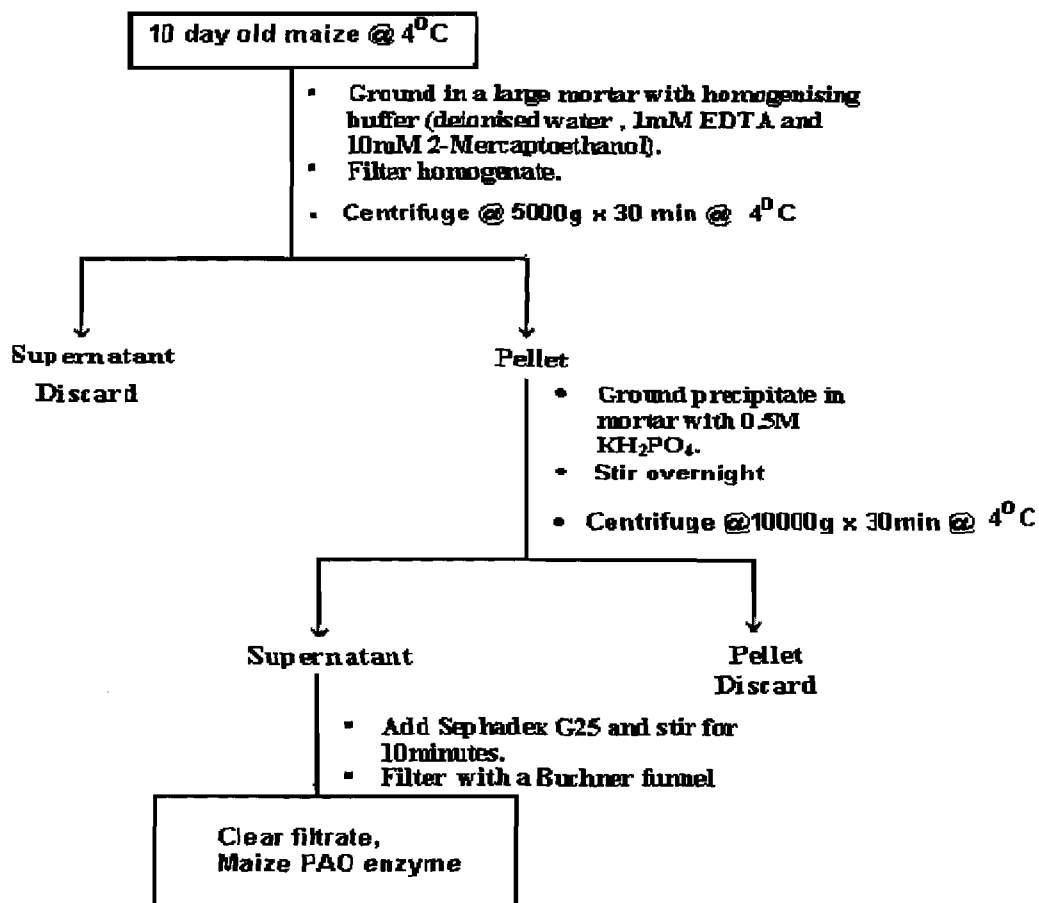 10 day old maize @ 4⁰C
▪ Ground in a large mortar with homogenising
buffer (deionised water , 1mM EDTA and
10mM 2-Mercaptoethanol).
▪ Filter homogenate.
▪ Centrifuge @ 5000g x 30 min @ 4⁰C
Supernatant
Discard
Pellet
• Ground precipitate in
mortar with 0.5M
KH₂PO₄.
• Stir overnight
• Centrifuge @10000g x 30min @ 4⁰C
Supernatant
Pellet
Discard
▪ Add Sephadex G25 and stir for
10minutes.
▪ Filter with a Buchner funnel
Clear filtrate,
Maize PAO enzyme